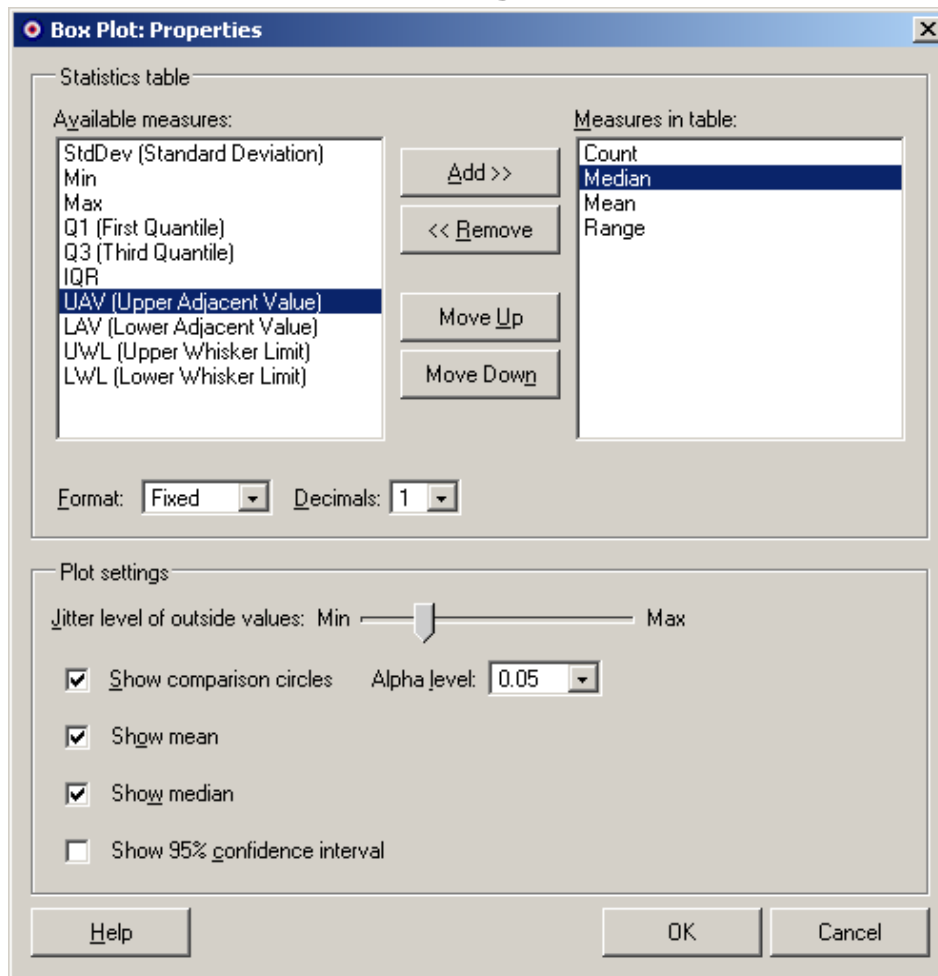 Box Plot: Properties
Statistics table
Available measures:
StdDev (Standard Deviation)
Min
Max
Q1 (First Quantile)
Q3 (Third Quantile)
IQR
UAV (Upper Adjacent Value)
LAV (Lower Adjacent Value)
UWL (Upper Whisker Limit)
LWL (Lower Whisker Limit)
Add >>
<< Remove
Move Up
Move Down
Measures in table:
Count
Median
Mean
Range
Format: Fixed Decimals: 1
Plot settings
Jitter level of outside values: Min Max
Show comparison circles Alpha level: 0.05
Show mean
Show median
Show 95% confidence interval
Help OK Cancel